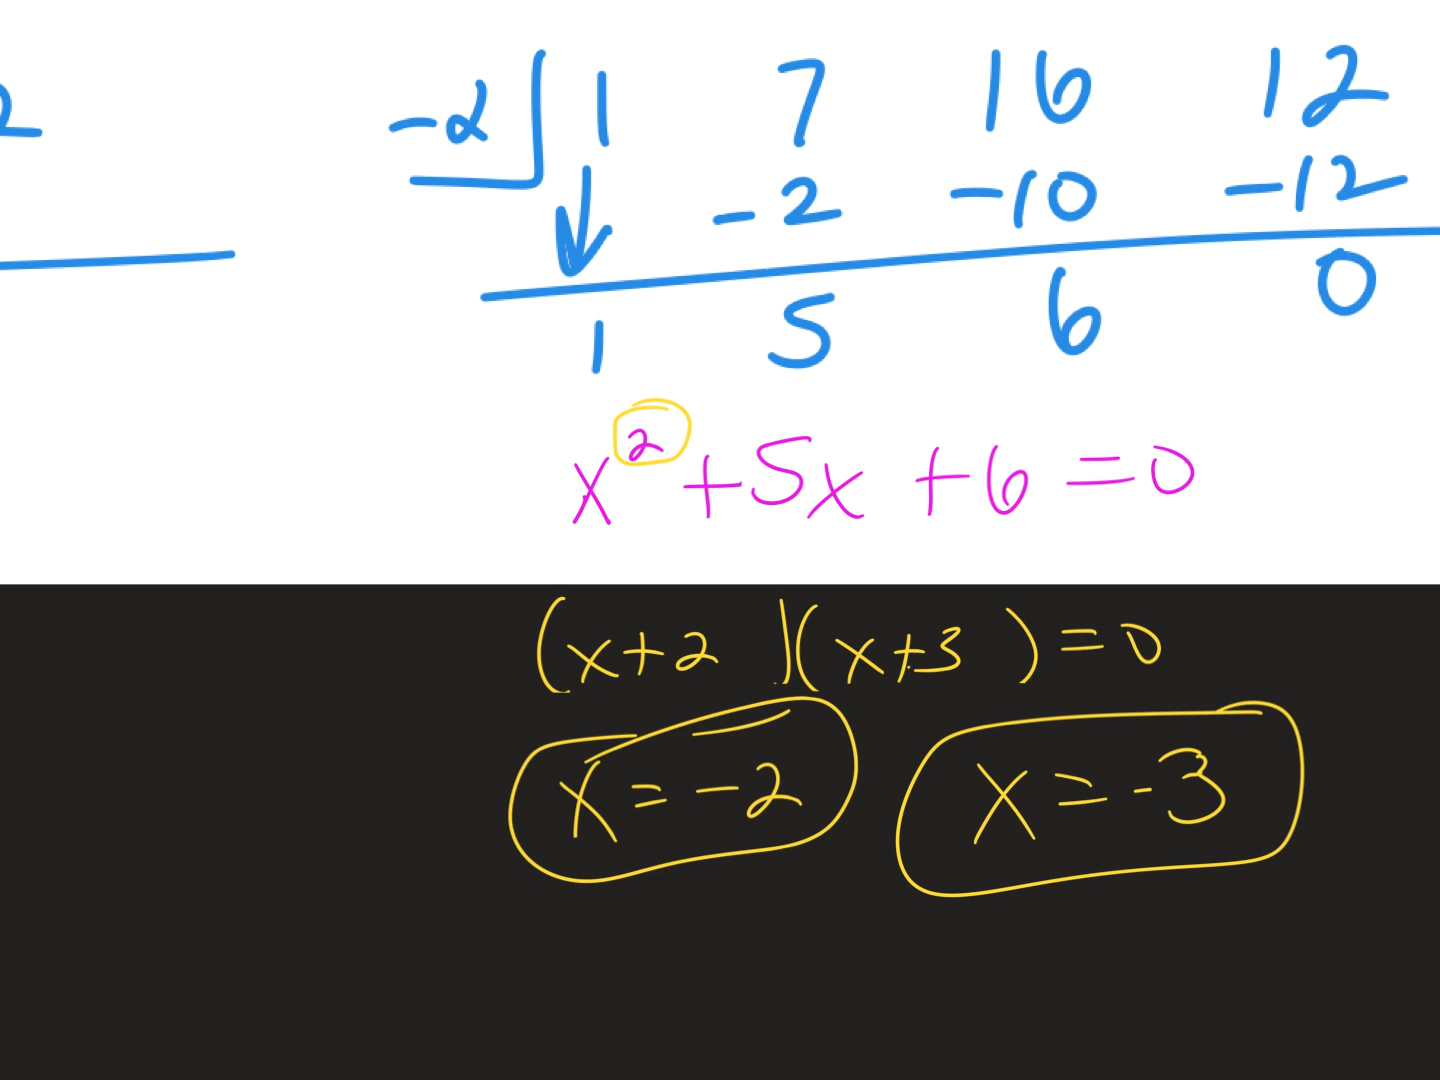 2
-2 1 7 16 12
-2 -10 -12
1 5 6 0
x² + 5x + 6 = 0
(x+2)(x+3) = 0
x = -2 x = -3